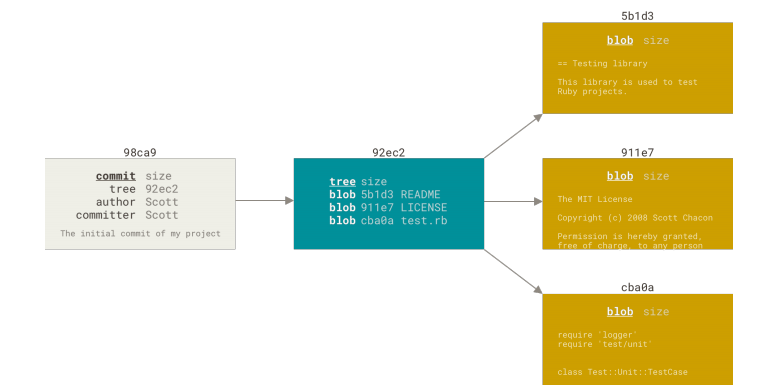 98ca9
commit size
tree 92ec2
author Scott
committer Scott
The initial commit of my project
92ec2
tree size
blob 5b1d3 README
blob 911e7 LICENSE
blob cba0a test.rb
5b1d3
blob size
== Testing library
This library is used to test
Ruby projects.
911e7
blob size
The MIT License
Copyright (c) 2008 Scott Chacon
Permission is hereby granted,
free of charge, to any person
cba0a
blob size
require `logger`
require `test/unit`
class Test::Unit::TestCase